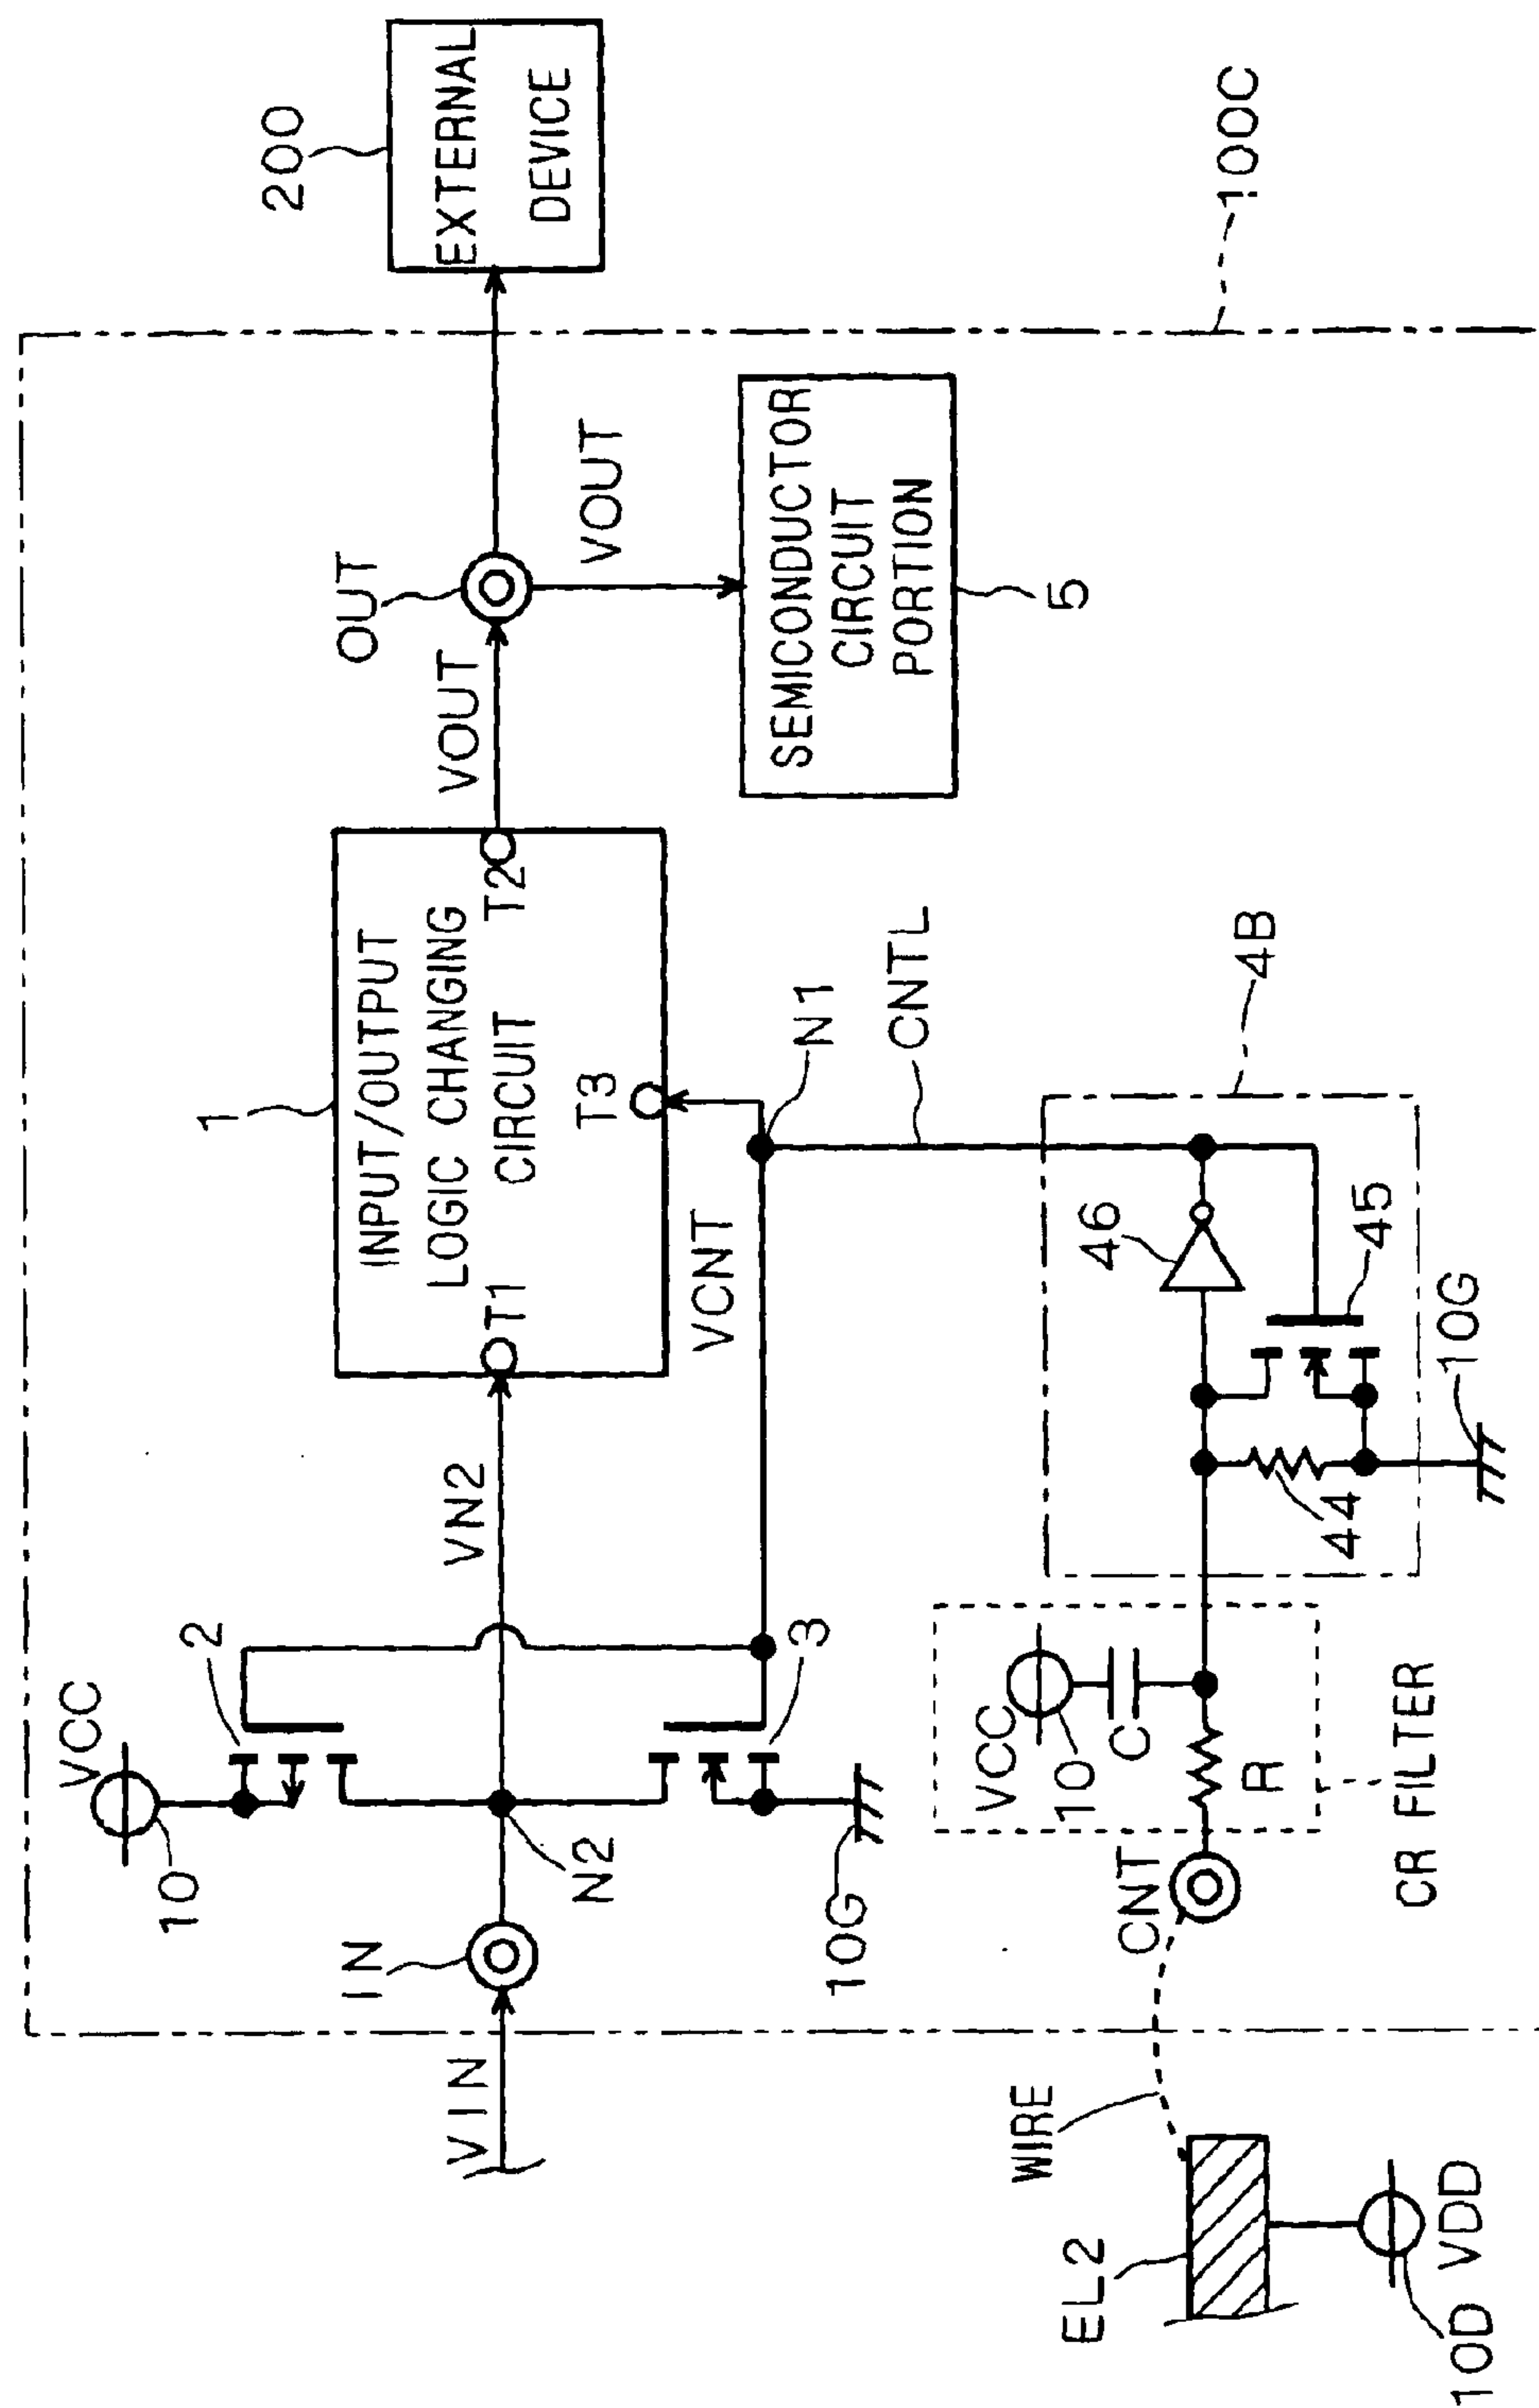 VCC
2
10
IN
VIN
N2
VN2
3
10G
1
INPUT/OUTPUT
LOGIC CHANGING
CIRCUIT
T1
T2
T3
VCNT
N1
CNTL
OUT
VOUT
VOUT
200
EXTERNAL
DEVICE
SEMICONDUCTOR
CIRCUIT
PORTION
5
100C
4B
46
45
44
10G
VCC
10
C
R
CR FILTER
CNT
WIRE
EL2
10D
VDD